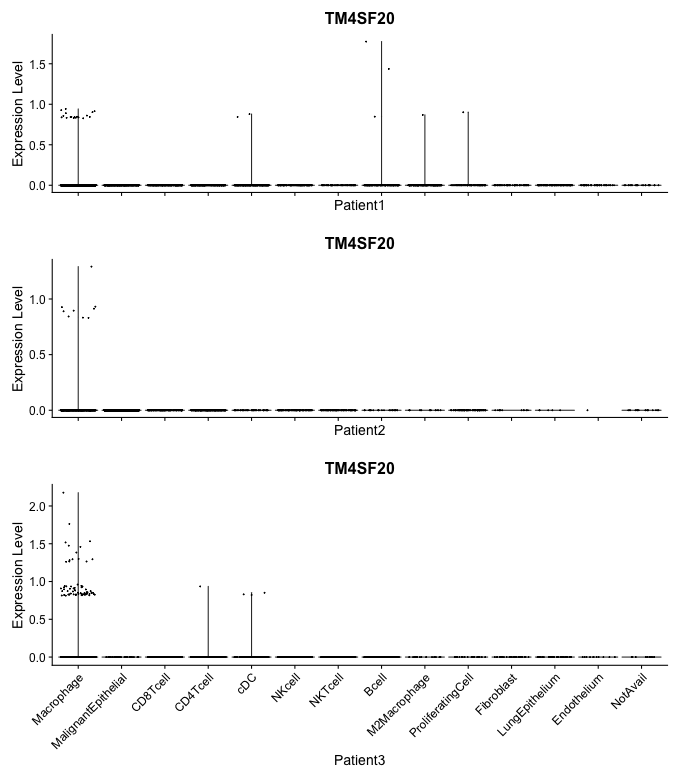 TM4SF20
Expression Level
1.5
1.0
0.5
0.0
Patient1
TM4SF20
Expression Level
1.0
0.5
0.0
Patient2
TM4SF20
Expression Level
2.0
1.5
1.0
0.5
0.0
Macrophage
MalignantEpithelial
CD8Tcell
CD4Tcell
cDC
NKcell
NKTcell
Bcell
M2Macrophage
ProliferatingCell
Fibroblast
LungEpithelium
Endothelium
NotAvail
Patient3